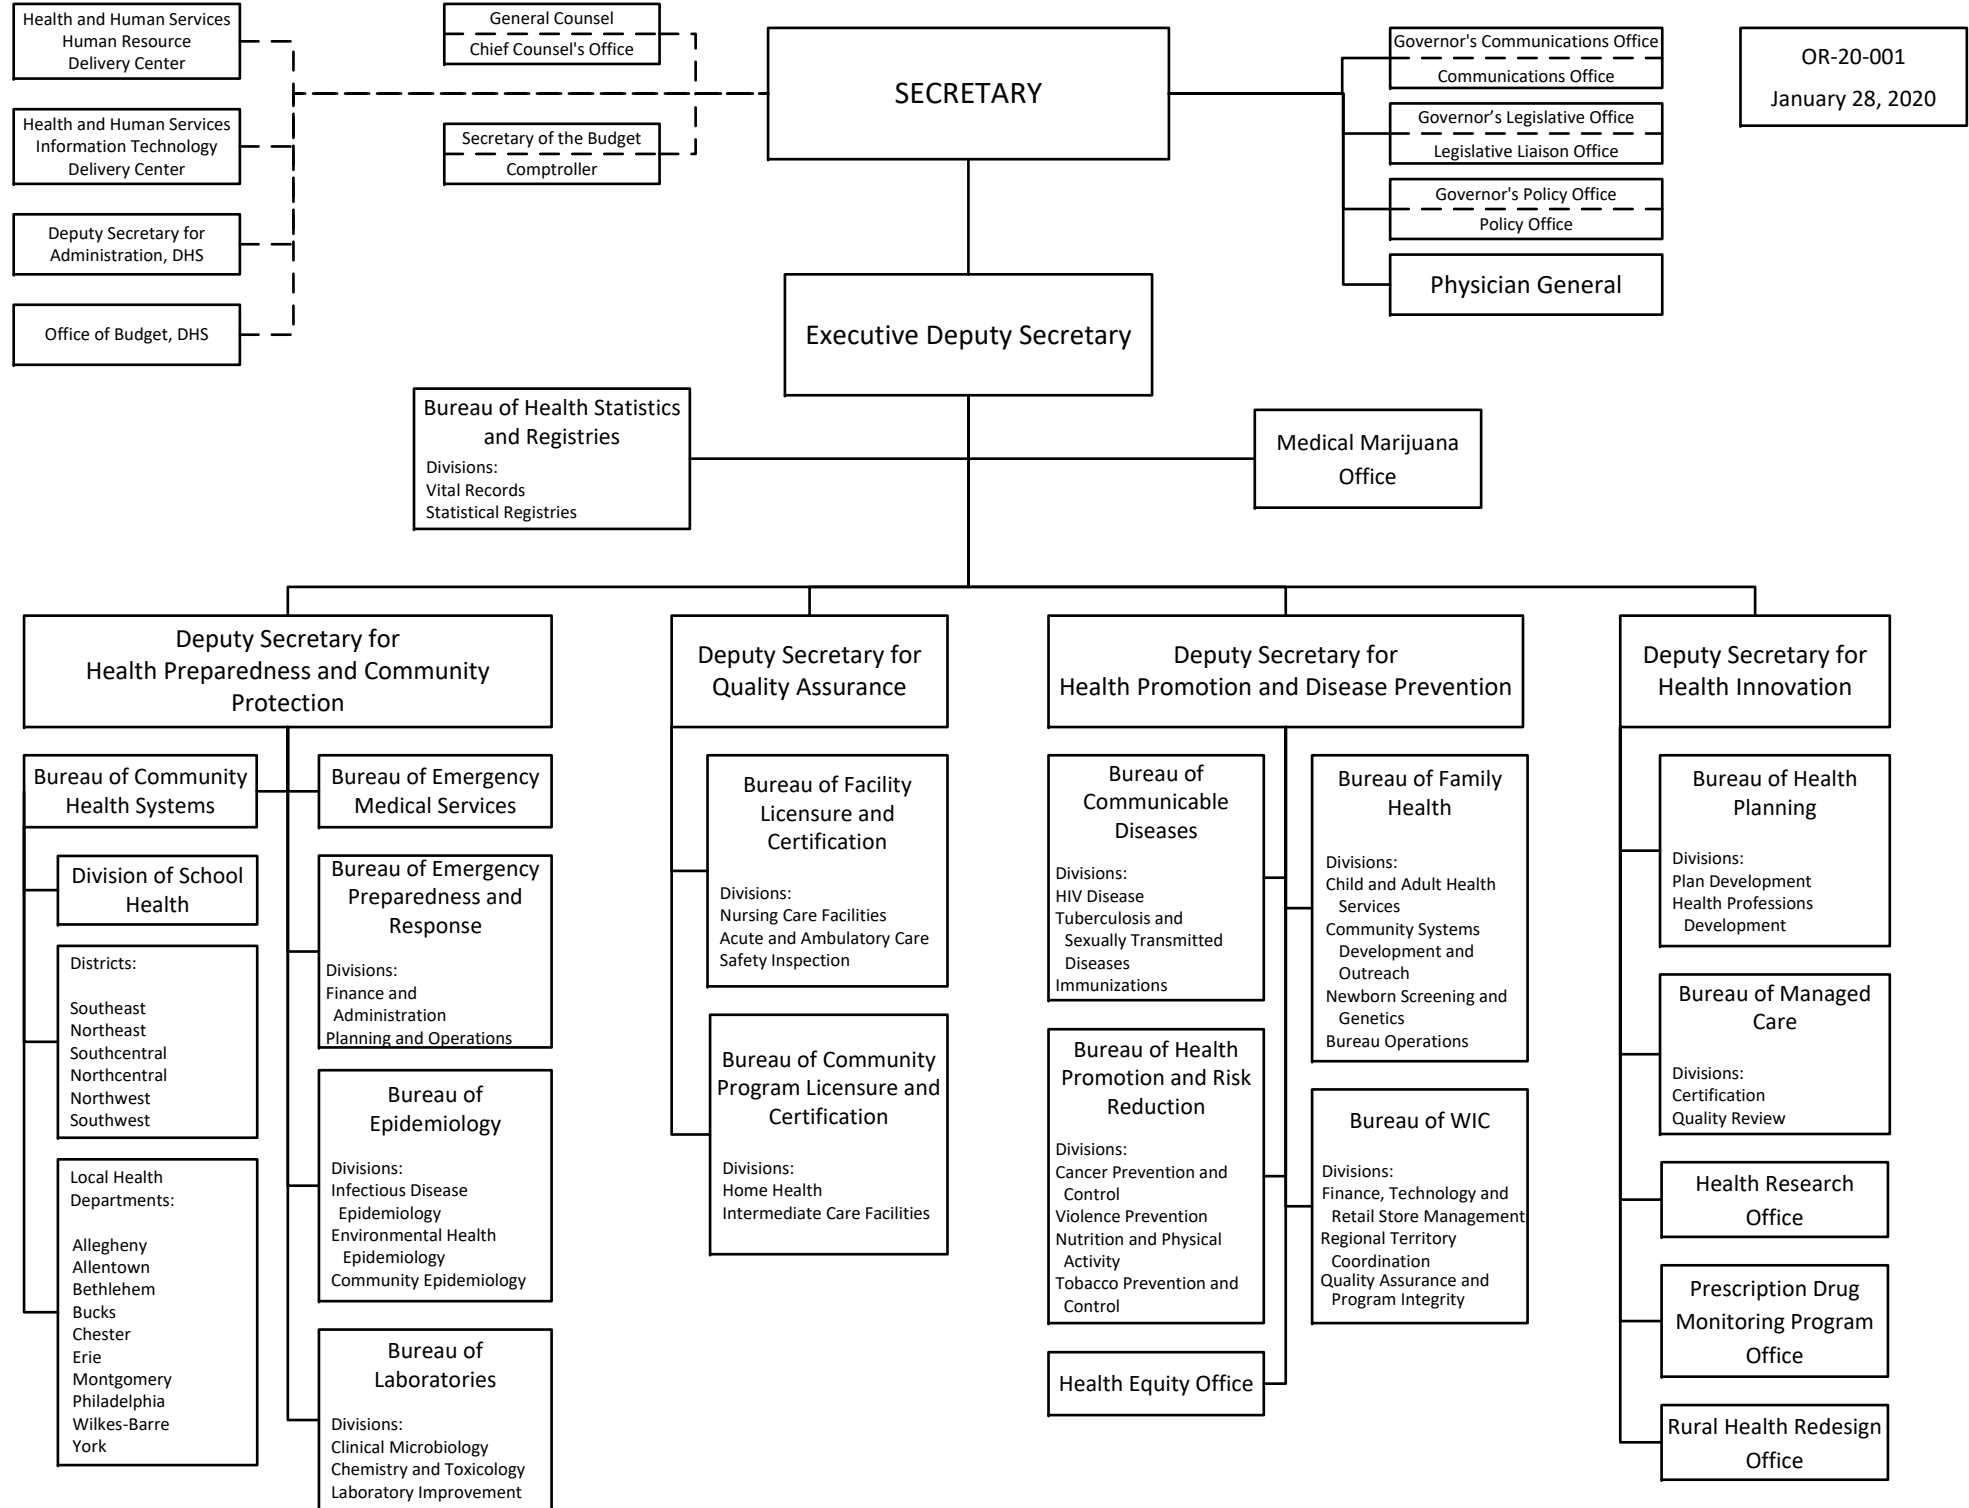 Health and Human Services
Human Resource
Delivery Center
Health and Human Services
Information Technology
Delivery Center
Deputy Secretary for
Administration, DHS
Office of Budget, DHS
General Counsel
Chief Counsel's Office
Secretary of the Budget
Comptroller
SECRETARY
Governor's Communications Office
Communications Office
Governor’s Legislative Office
Legislative Liaison Office
Governor's Policy Office
Policy Office
Physician General
OR-20-001
January 28, 2020
Executive Deputy Secretary
Bureau of Health Statistics
and Registries
Divisions:
Vital Records
Statistical Registries
Medical Marijuana
Office
Deputy Secretary for
Health Preparedness and Community
Protection
Bureau of Community
Health Systems
Division of School
Health
Districts:
Southeast
Northeast
Southcentral
Northcentral
Northwest
Southwest
Local Health
Departments:
Allegheny
Allentown
Bethlehem
Bucks
Chester
Erie
Montgomery
Philadelphia
Wilkes-Barre
York
Bureau of Emergency
Medical Services
Bureau of Emergency
Preparedness and
Response
Divisions:
Finance and
Administration
Planning and Operations
Bureau of
Epidemiology
Divisions:
Infectious Disease
Epidemiology
Environmental Health
Epidemiology
Community Epidemiology
Bureau of
Laboratories
Divisions:
Clinical Microbiology
Chemistry and Toxicology
Laboratory Improvement
Deputy Secretary for
Quality Assurance
Bureau of Facility
Licensure and
Certification
Divisions:
Nursing Care Facilities
Acute and Ambulatory Care
Safety Inspection
Bureau of Community
Program Licensure and
Certification
Divisions:
Home Health
Intermediate Care Facilities
Deputy Secretary for
Health Promotion and Disease Prevention
Bureau of
Communicable
Diseases
Divisions:
HIV Disease
Tuberculosis and
Sexually Transmitted
Diseases
Immunizations
Bureau of Health
Promotion and Risk
Reduction
Divisions:
Cancer Prevention and
Control
Violence Prevention
Nutrition and Physical
Activity
Tobacco Prevention and
Control
Health Equity Office
Bureau of Family
Health
Divisions:
Child and Adult Health
Services
Community Systems
Development and
Outreach
Newborn Screening and
Genetics
Bureau Operations
Bureau of WIC
Divisions:
Finance, Technology and
Retail Store Management
Regional Territory
Coordination
Quality Assurance and
Program Integrity
Deputy Secretary for
Health Innovation
Bureau of Health
Planning
Divisions:
Plan Development
Health Professions
Development
Bureau of Managed
Care
Divisions:
Certification
Quality Review
Health Research
Office
Prescription Drug
Monitoring Program
Office
Rural Health Redesign
Office